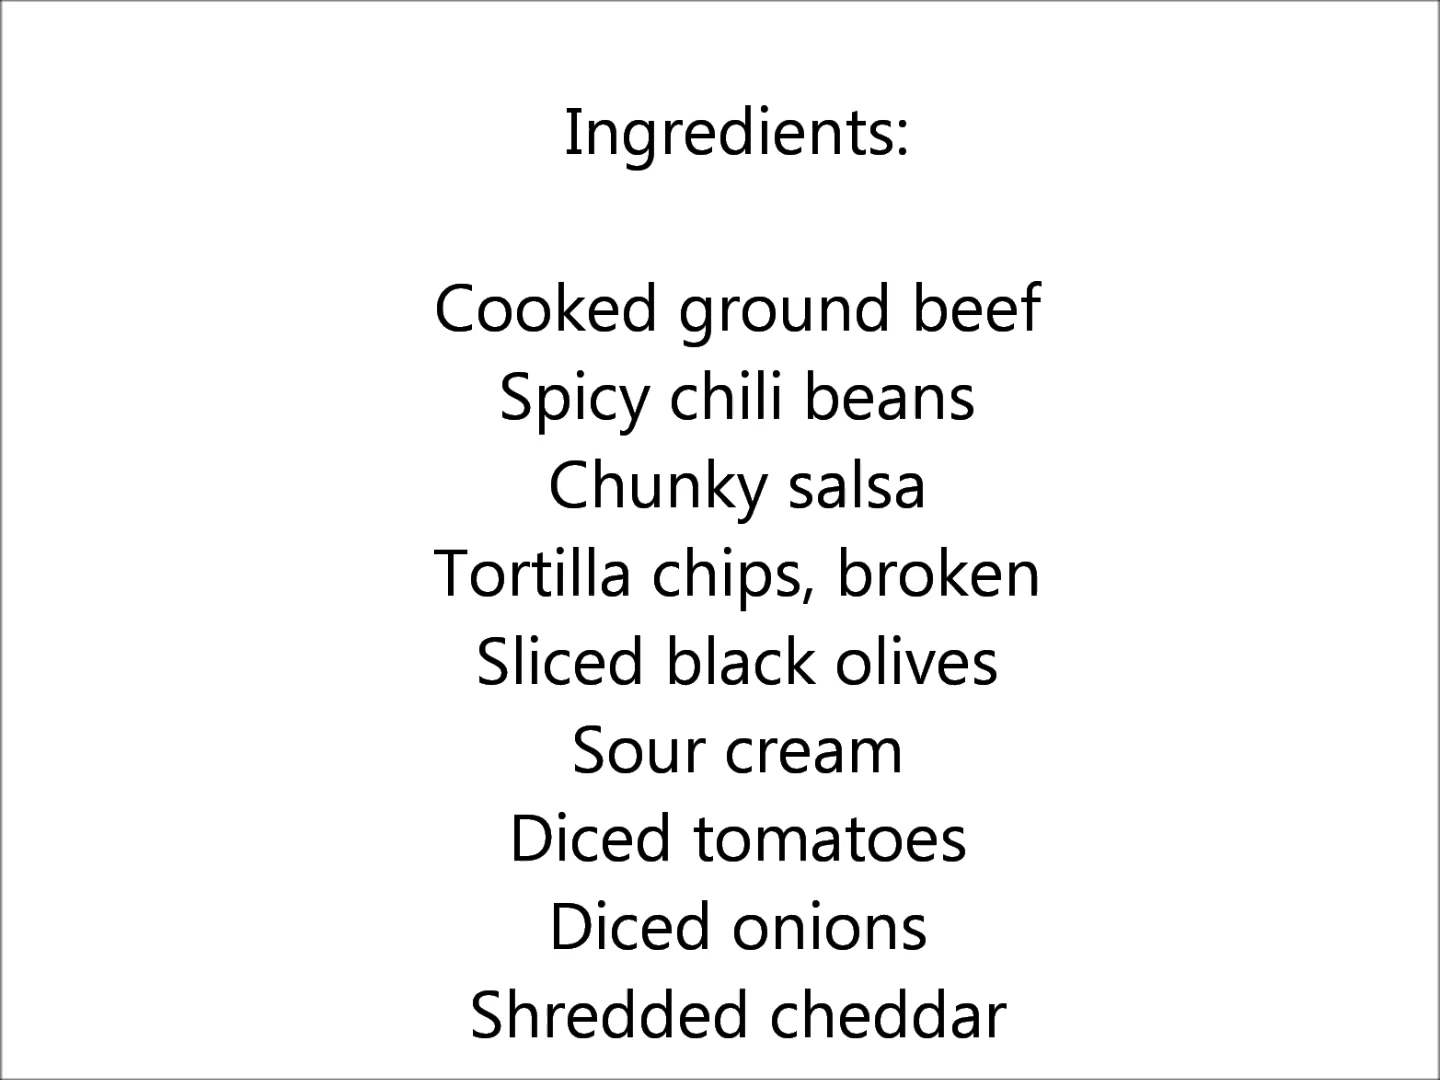 Ingredients:
Cooked ground beef
Spicy chili beans
Chunky salsa
Tortilla chips, broken
Sliced black olives
Sour cream
Diced tomatoes
Diced onions
Shredded cheddar